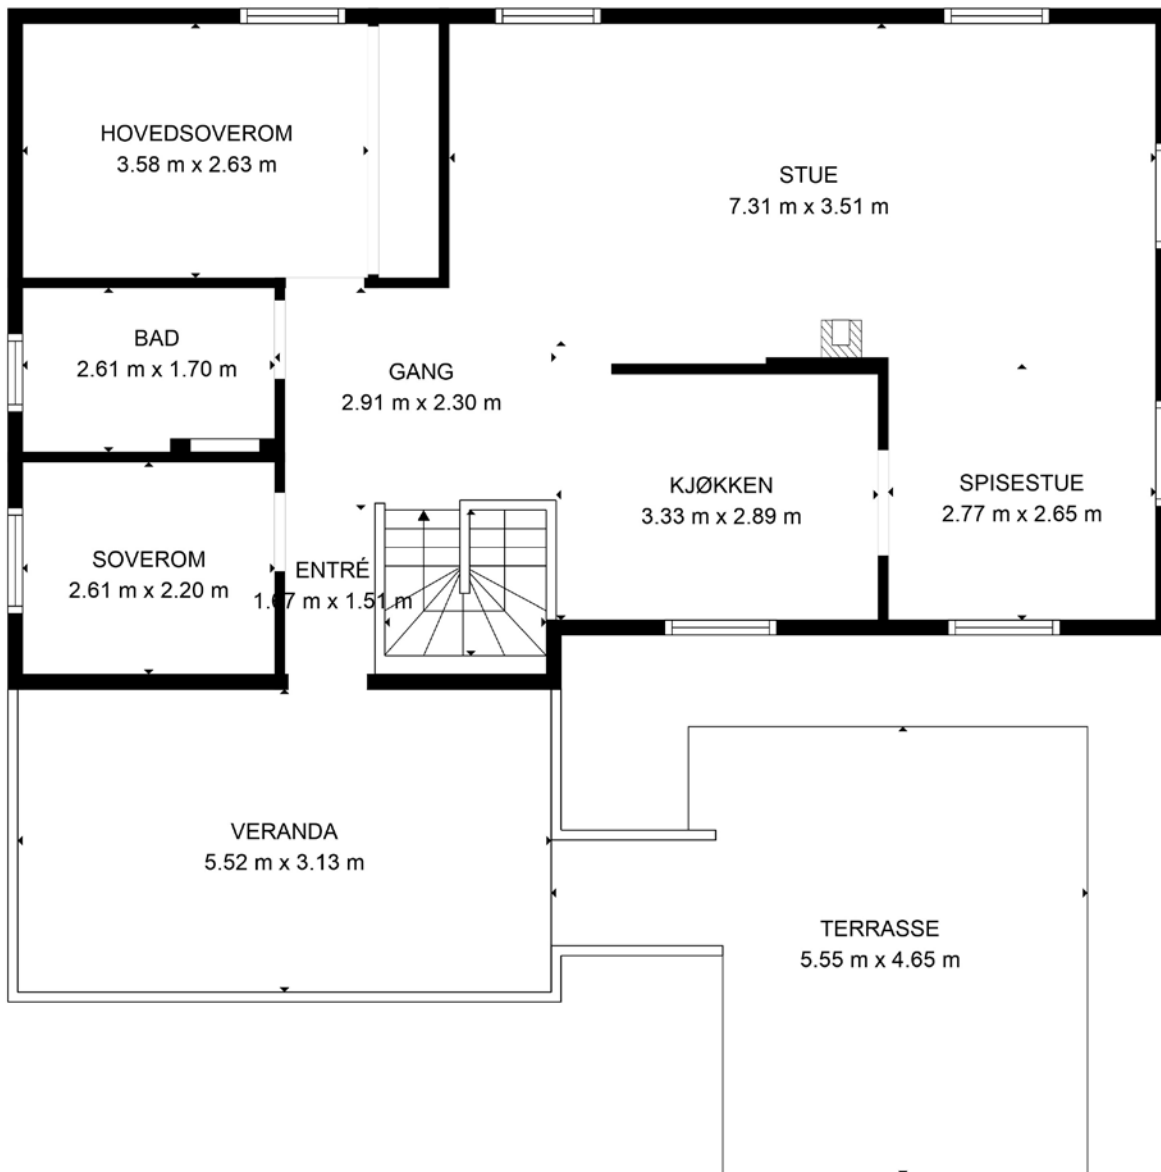 HOVEDSOVEROM
3.58 m x 2.63 m
STUE
7.31 m x 3.51 m
BAD
2.61 m x 1.70 m
GANG
2.91 m x 2.30 m
KJØKKEN
3.33 m x 2.89 m
SPISESTUE
2.77 m x 2.65 m
SOVEROM
2.61 m x 2.20 m
ENTRÉ
1.67 m x 1.51 m
VERANDA
5.52 m x 3.13 m
TERRASSE
5.55 m x 4.65 m